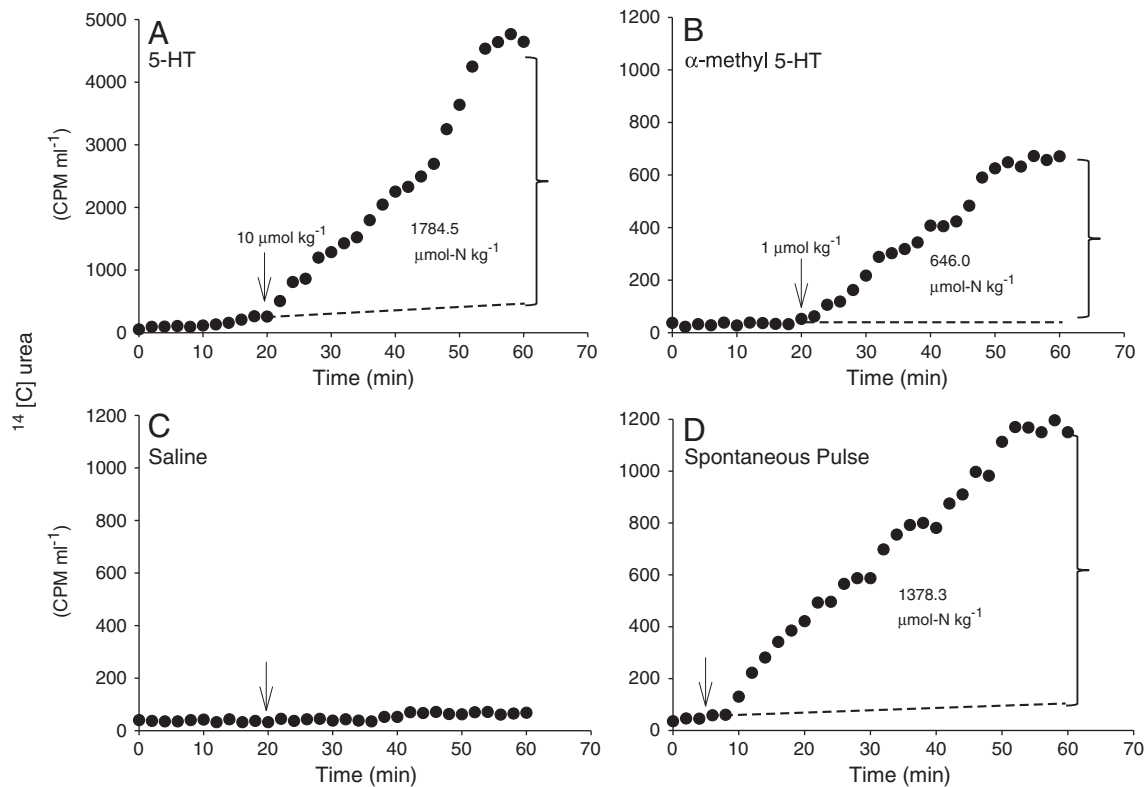 A
5-HT
5000
4000
3000
2000
1000
0
(CPM ml⁻¹)
10 μmol kg⁻¹
1784.5
μmol-N kg⁻¹
0 10 20 30 40 50 60 70
Time (min)
B
α-methyl 5-HT
1200
1000
800
600
400
200
0
1 μmol kg⁻¹
646.0
μmol-N kg⁻¹
0 10 20 30 40 50 60 70
Time (min)
¹⁴ [C] urea
C
Saline
1200
1000
800
600
400
200
0
(CPM ml⁻¹)
0 10 20 30 40 50 60 70
Time (min)
D
Spontaneous Pulse
1200
1000
800
600
400
200
0
1378.3
μmol-N kg⁻¹
0 10 20 30 40 50 60 70
Time (min)